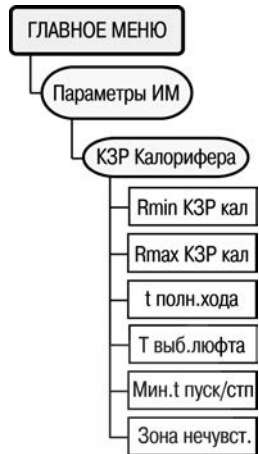 ГЛАВНОЕ МЕНЮ
Параметры ИМ
КЗР Калорифера
Rmin КЗР кал
Rmax КЗР кал
t полн.хода
Т выб.люфта
Мин.t пуск/стп
Зона нечувст.